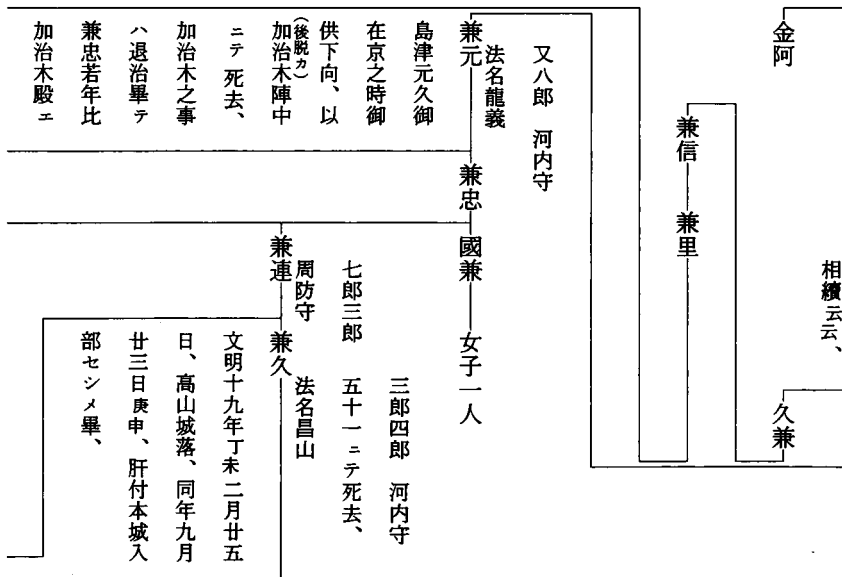 相續云云、
金阿
久兼
兼信 兼里
又八郎 河内守
法名龍義
兼元 兼忠 國兼 女子一人
島津元久御
在京之時御
供下向、以
(後脱カ)
加治木陣中
ニテ死去、
加治木之事
ハ退治畢テ
兼忠若年比
加治木殿エ
七郎三郎
周防守
兼連
三郎四郎 河内守
五十一ニテ死去、
法名昌山
兼久
文明十九年丁未二月廿五
日、高山城落、同年九月
廿三日庚申、肝付本城入
部セシメ畢、